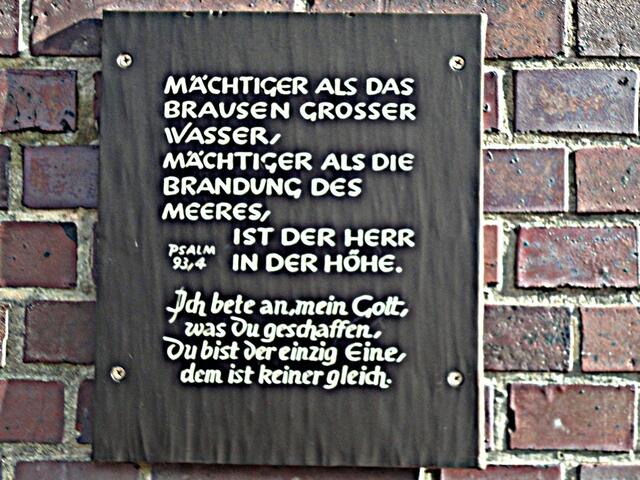 MÄCHTIGER ALS DAS
BRAUSEN GROSSER
WASSER,
MÄCHTIGER ALS DIE
BRANDUNG DES
MEERES,
IST DER HERR
PSALM
93,4
IN DER HÖHE.
Ich bete an, mein Gott,
was Du geschaffen,
Du bist der einzig Eine,
dem ist keiner gleich.